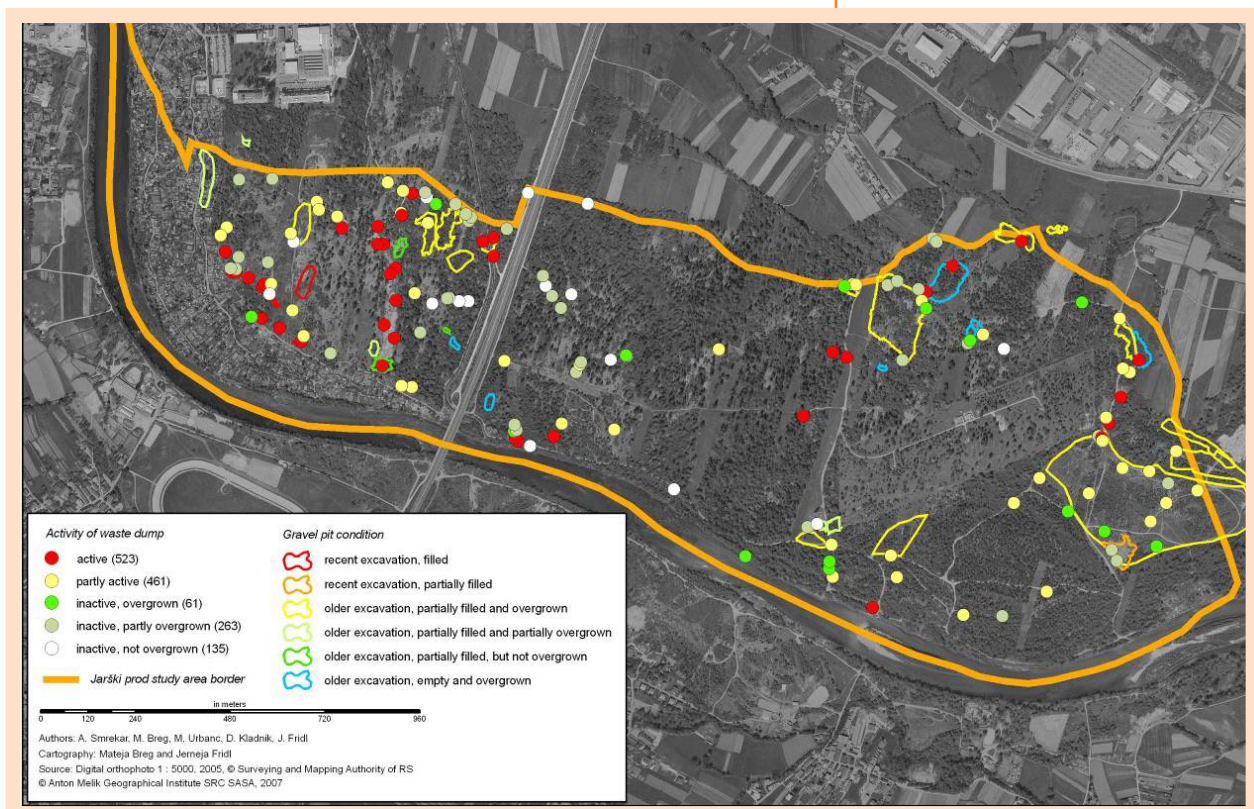 Activity of waste dump
active (523)
partly active (461)
inactive, overgrown (61)
inactive, partly overgrown (263)
inactive, not overgrown (135)
Jarški prod study area border
Gravel pit condition
recent excavation, filled
recent excavation, partially filled
older excavation, partially filled and overgrown
older excavation, partially filled and partially overgrown
older excavation, partially filled, but not overgrown
older excavation, empty and overgrown
in meters
0 120 240 480 720 960
Authors: A. Smrekar, M. Breg, M. Urbanc, D. Kladnik, J. Fridl
Cartography: Mateja Breg and Jerneja Fridl
Source: Digital orthophoto 1 : 5000, 2005, © Surveying and Mapping Authority of RS
© Anton Melik Geographical Institute SRC SASA, 2007